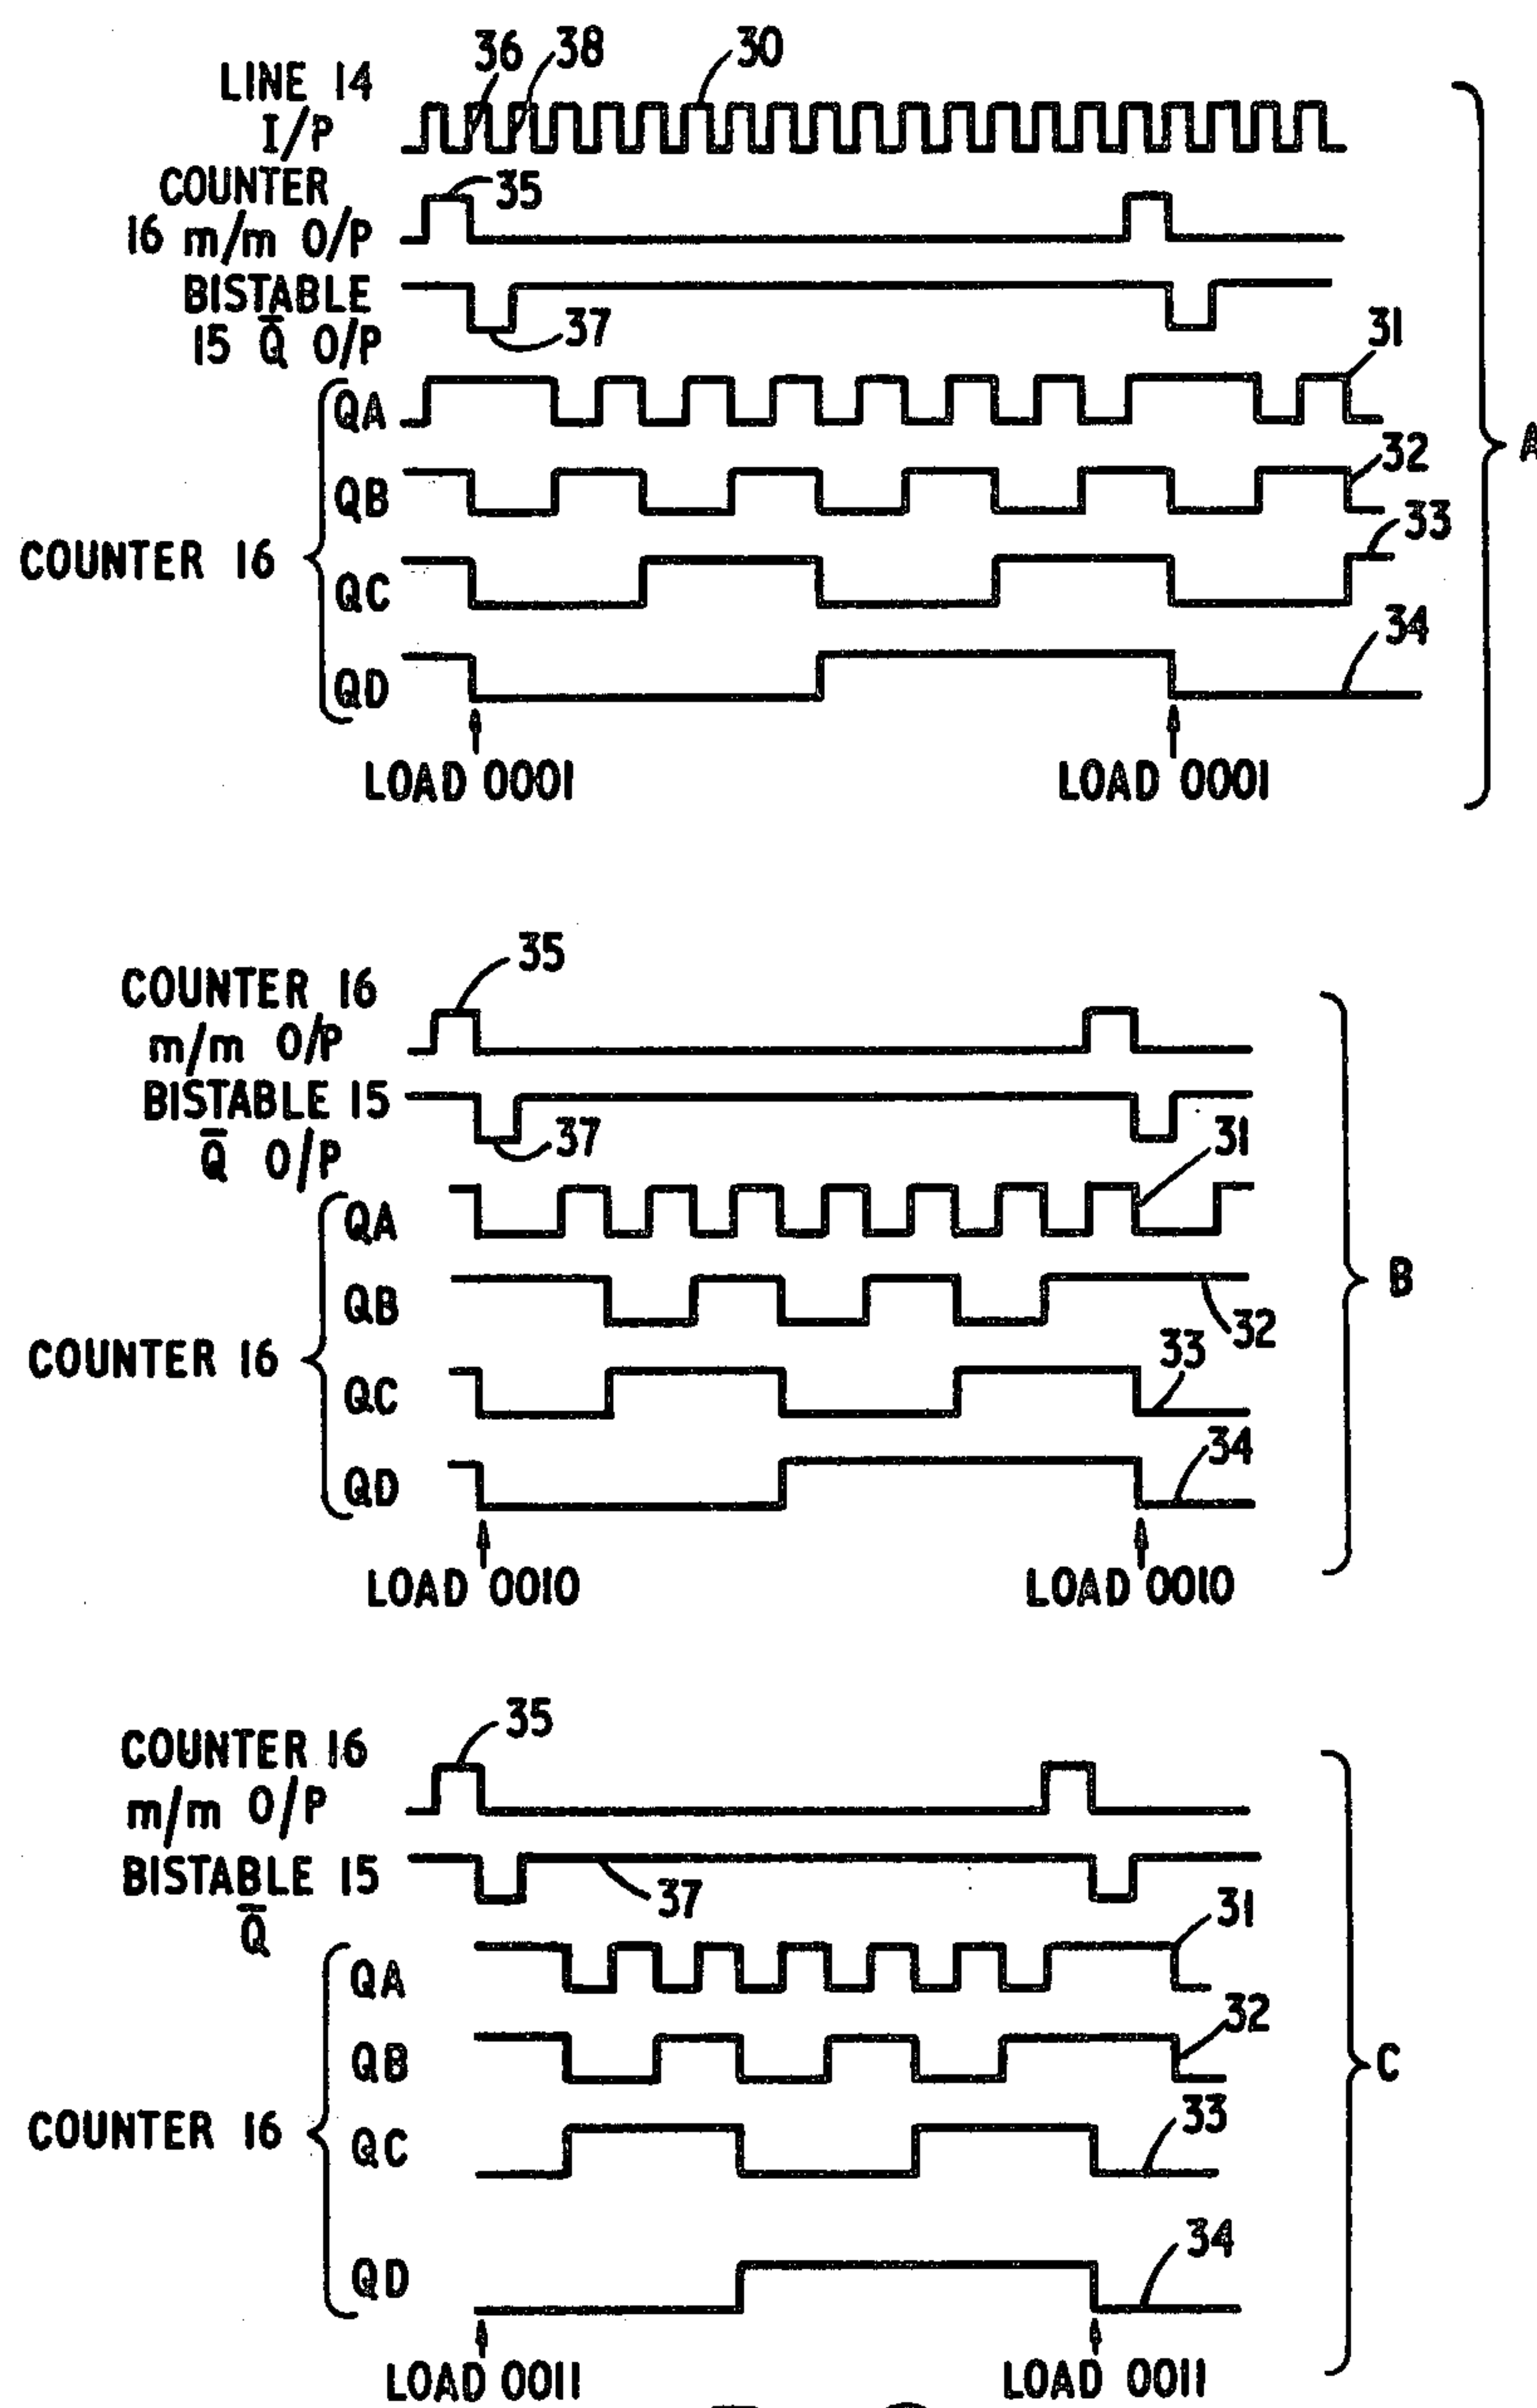 36 38 30
LINE 14
I/P
COUNTER
16 m/m O/P
35
BISTABLE
15 Q̅ O/P
37
31
QA
32
QB
33
COUNTER 16
QC
34
QD
A
LOAD 0001 LOAD 0001
35
COUNTER 16
m/m O/P
BISTABLE 15
Q̅ O/P
37
31
QA
QB
32
COUNTER 16
33
QC
34
QD
B
LOAD 0010 LOAD 0010
35
COUNTER 16
m/m O/P
BISTABLE 15
Q̅
37
31
QA
32
QB
C
33
COUNTER 16
QC
34
QD
LOAD 0011 LOAD 0011